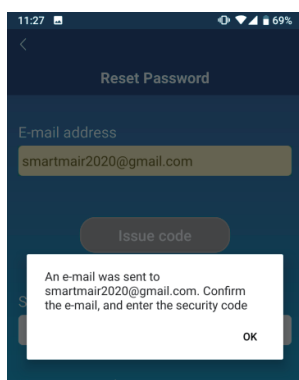 11:27 69%
Reset Password
E-mail address
smartmair2020@gmail.com
Issue code
S
An e-mail was sent to
smartmair2020@gmail.com. Confirm
the e-mail, and enter the security code
OK